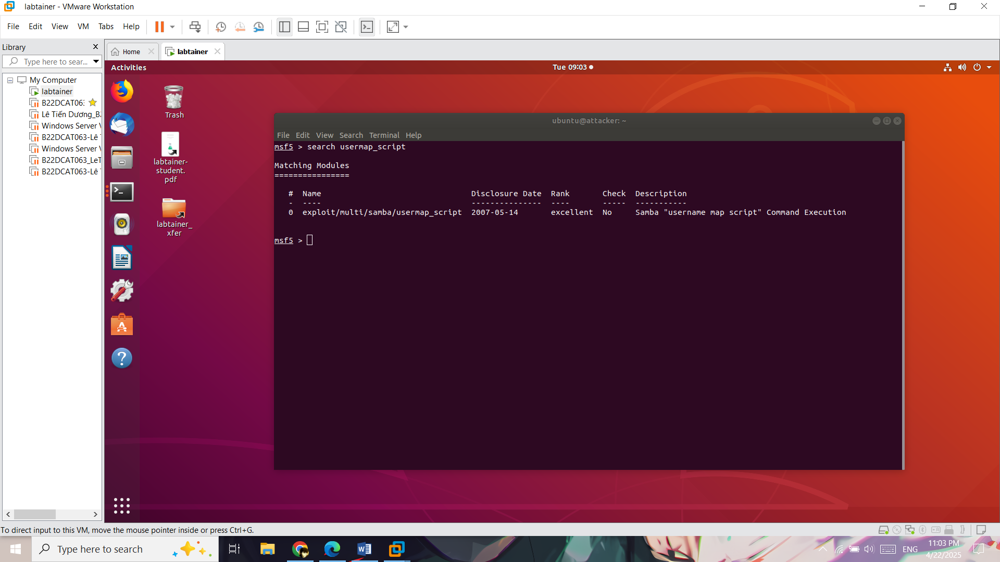 labtainer - VMware Workstation
File Edit View VM Tabs Help
Library
Type here to sear...
Home
labtainer
My Computer
labtainer
B22DCAT06
Lê Tiến Dương_B2
Windows Server V
B22DCAT063-Lê T
Windows Server V
B22DCAT063_LeT
B22DCAT063-Lê T
Activities
Tue 09:03
Trash
labtainer-
student.
pdf
labtainer_
xfer
ubuntu@attacker: ~
File Edit View Search Terminal Help
msf5 > search usermap_script
Matching Modules
================
# Name Disclosure Date Rank Check Description
- ---- --------------- ---- ----- -----------
0 exploit/multi/samba/usermap_script 2007-05-14 excellent No Samba "username map script" Command Execution
msf5 >
To direct input to this VM, move the mouse pointer inside or press Ctrl+G.
Type here to search
ENG
11:03 PM
4/22/2025